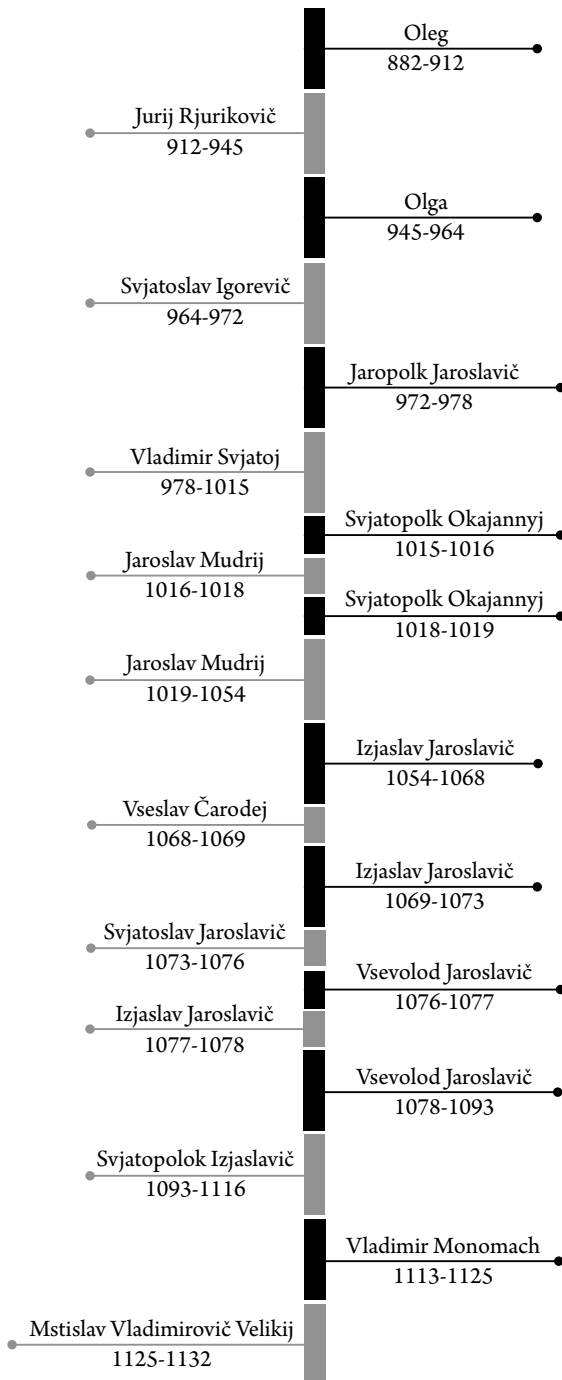 Oleg
882-912
Jurij Rjurikovič
912-945
Olga
945-964
Svjatoslav Igorevič
964-972
Jaropolk Jaroslavič
972-978
Vladimir Svjatoj
978-1015
Svjatopolk Okajannyj
1015-1016
Jaroslav Mudrij
1016-1018
Svjatopolk Okajannyj
1018-1019
Jaroslav Mudrij
1019-1054
Izjaslav Jaroslavič
1054-1068
Vseslav Čarodej
1068-1069
Izjaslav Jaroslavič
1069-1073
Svjatoslav Jaroslavič
1073-1076
Vsevolod Jaroslavič
1076-1077
Izjaslav Jaroslavič
1077-1078
Vsevolod Jaroslavič
1078-1093
Svjatopolok Izjaslavič
1093-1116
Vladimir Monomach
1113-1125
Mstislav Vladimirovič Velikij
1125-1132